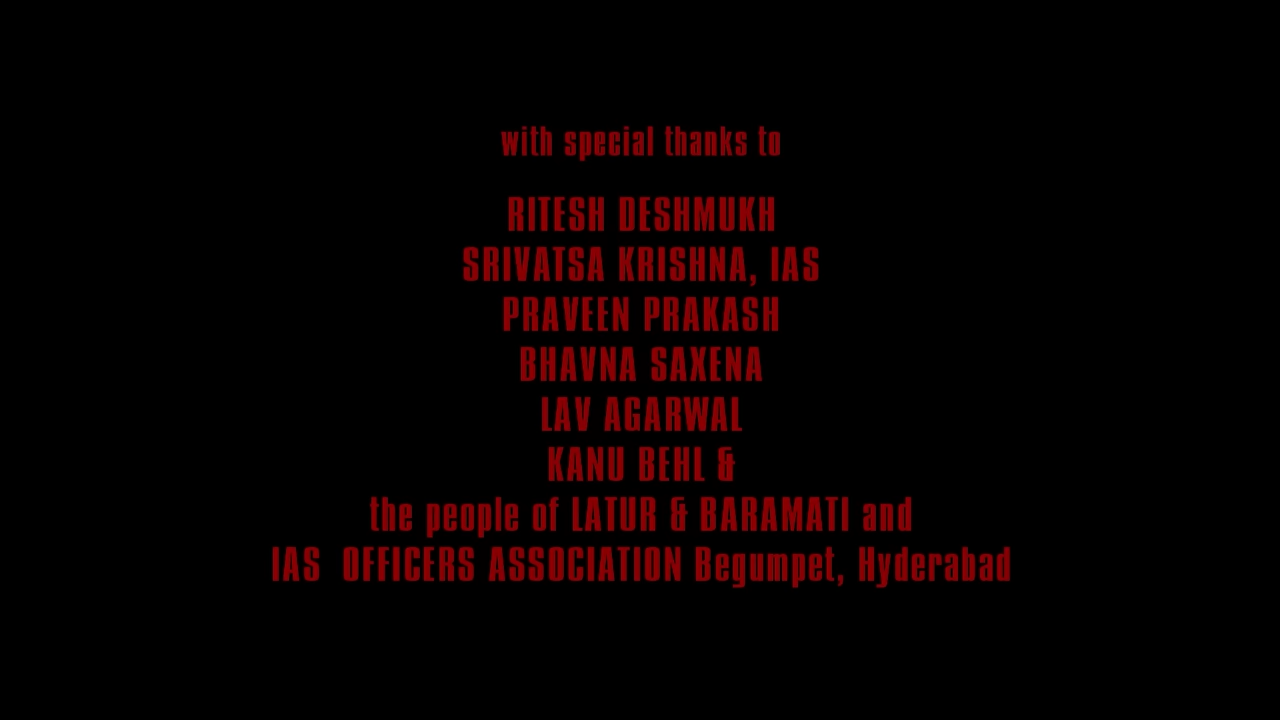 with special thanks to
RITESH DESHMUKH
SRIVATSA KRISHNA, IAS
PRAVEEN PRAKASH
BHAVNA SAXENA
LAV AGARWAL
KANU BEHL &
the people of LATUR & BARAMATI and
IAS OFFICERS ASSOCIATION Begumpet, Hyderabad